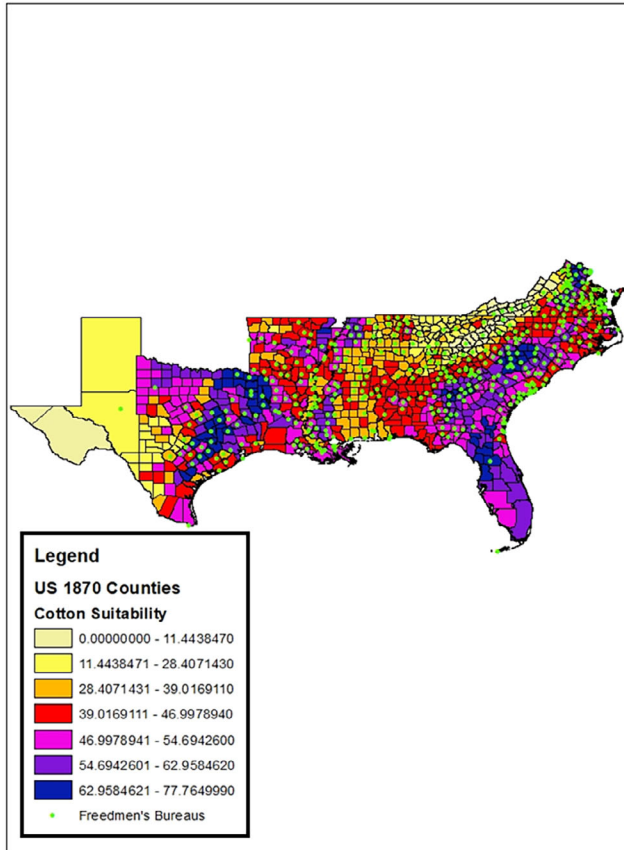 Legend
US 1870 Counties
Cotton Suitability
0.00000000 - 11.4438470
11.4438471 - 28.4071430
28.4071431 - 39.0169110
39.0169111 - 46.9978940
46.9978941 - 54.6942600
54.6942601 - 62.9584620
62.9584621 - 77.7649990
Freedmen's Bureaus